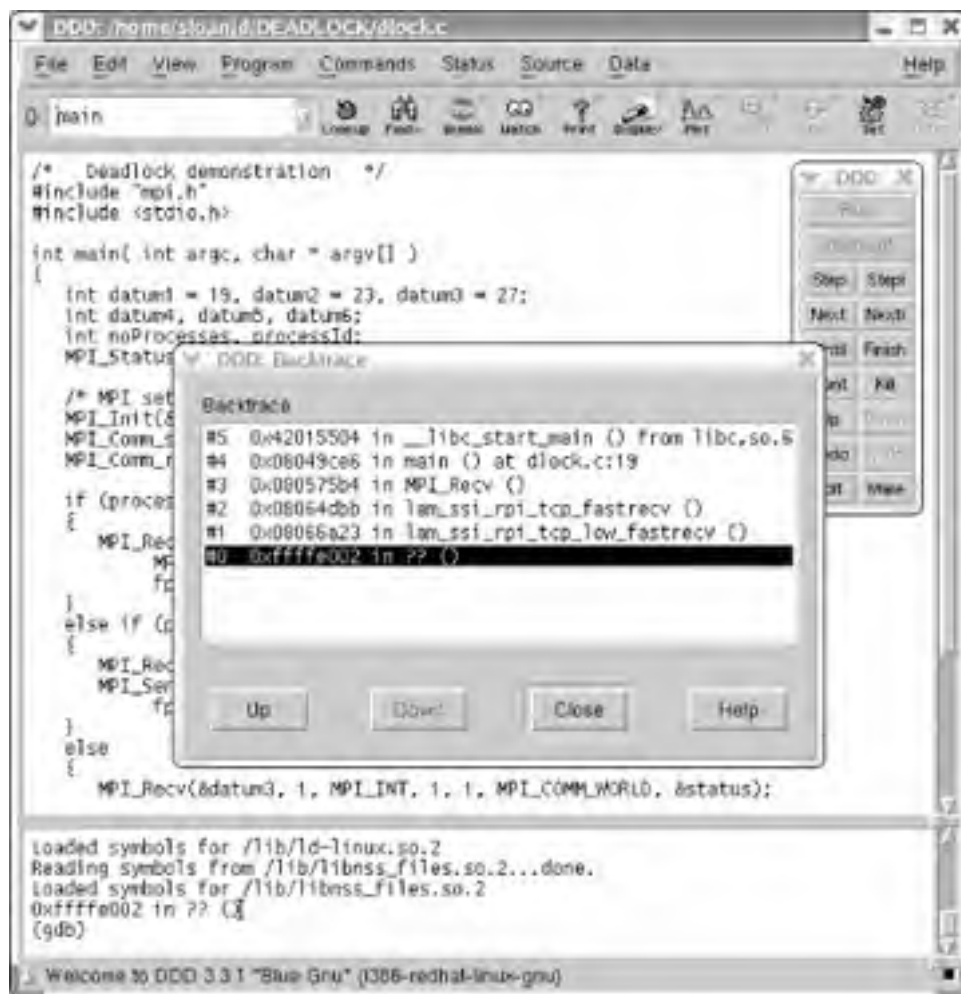 DDD: /home/sloanjd/DEADLOCK/dlock.c
File Edit View Program Commands Status Source Data Help
main
Lookup Find Break Watch Print Display Plot Set
/* Deadlock demonstration */
#include "mpi.h"
#include <stdio.h>
int main( int argc, char * argv[] )
{
int datum1 = 19, datum2 = 23, datum3 = 27;
int datum4, datum5, datum6;
int noProcesses, processId;
MPI_Status
/* MPI set
MPI_Init(&
MPI_Comm_s
MPI_Comm_r
if (proces
{
MPI_Rec
}
else if (p
{
MPI_Rec
MPI_Sen
}
else
{
MPI_Recv(&datum3, 1, MPI_INT, 1, 1, MPI_COMM_WORLD, &status);
DDD
Run
Interrupt
Step Stepi
Next Nexti
Finish
Kill
Make
DDD: Backtrace
Backtrace
#5 0x42015504 in __libc_start_main () from libc.so.6
#4 0x08049ce6 in main () at dlock.c:19
#3 0x080575b4 in MPI_Recv ()
#2 0x08064dbb in lam_ssi_rpi_tcp_fastrecv ()
#1 0x08066a23 in lam_ssi_rpi_tcp_low_fastrecv ()
#0 0xffffe002 in ?? ()
Up Down Close Help
Loaded symbols for /lib/ld-linux.so.2
Reading symbols from /lib/libnss_files.so.2...done.
Loaded symbols for /lib/libnss_files.so.2
0xffffe002 in ?? ()
(gdb)
Welcome to DDD 3.3.1 "Blue Gnu" (i386-redhat-linux-gnu)